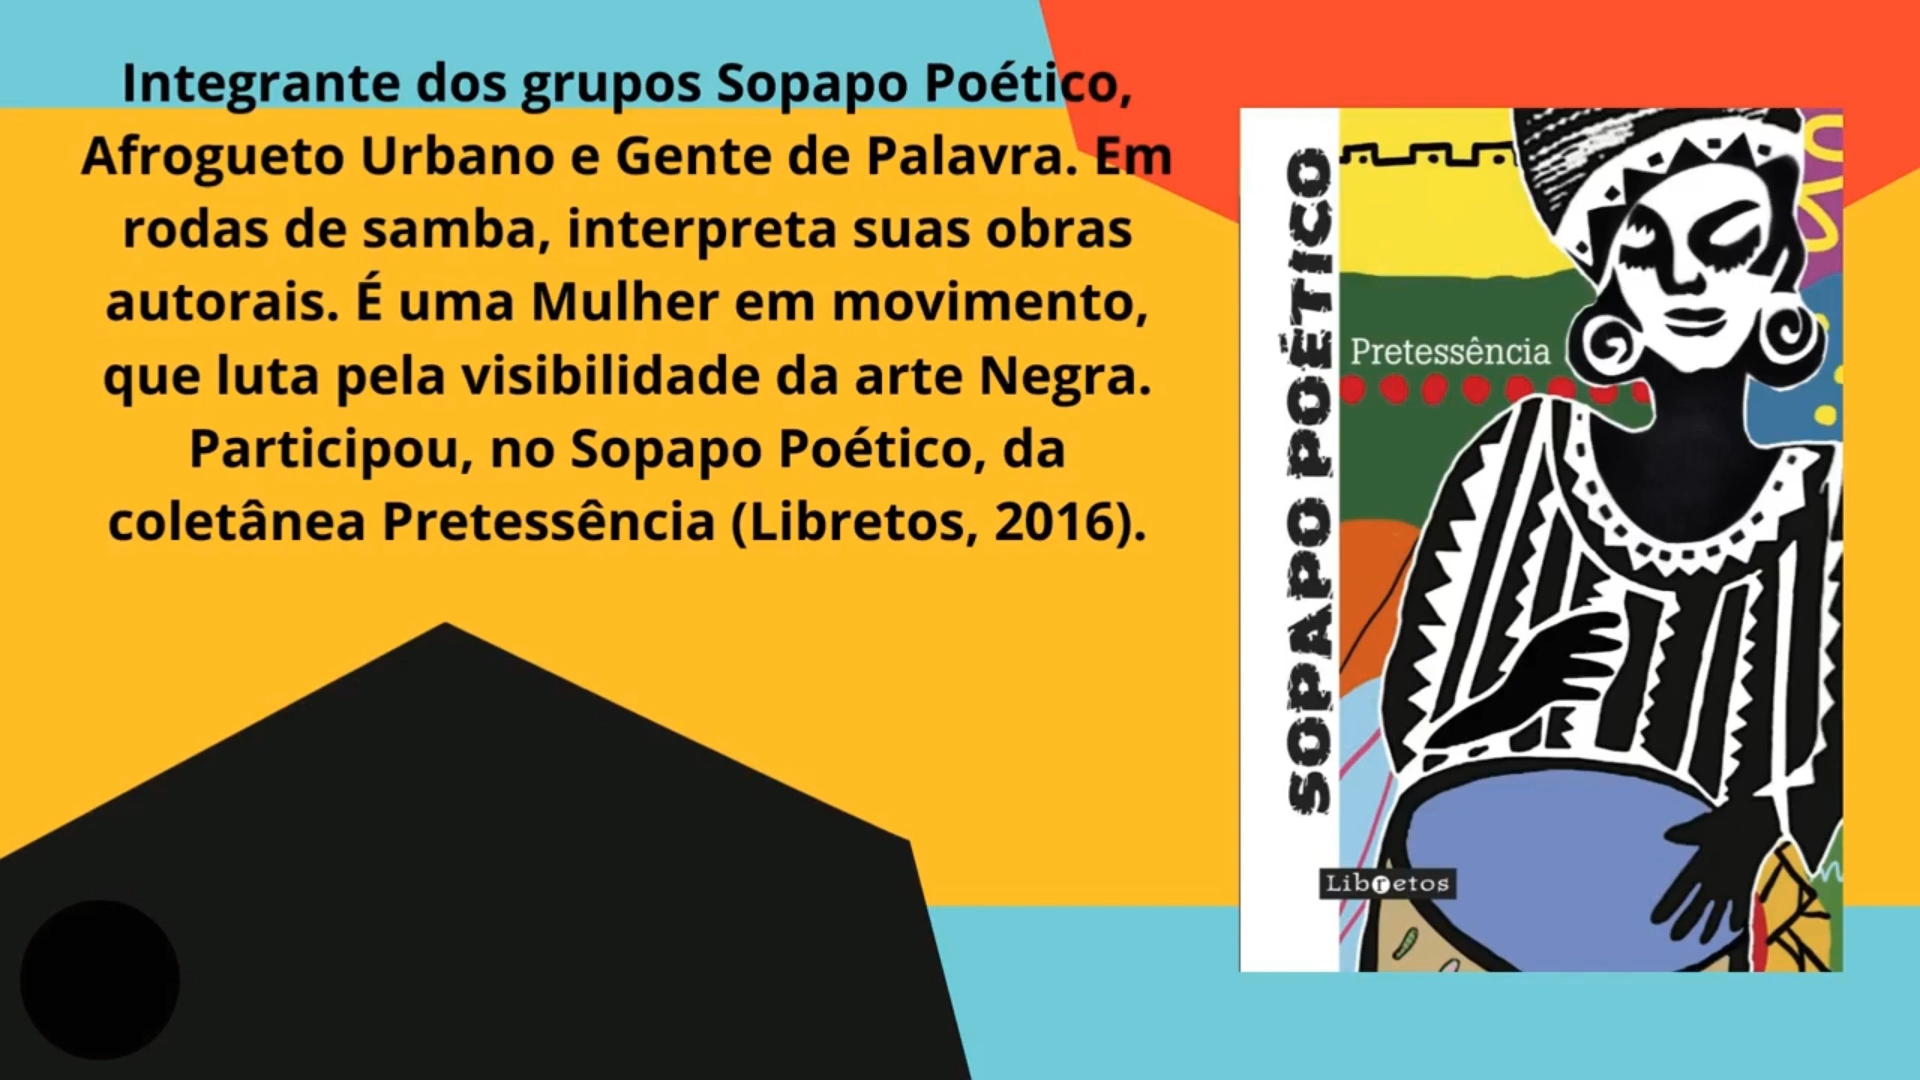 Integrante dos grupos Sopapo Poético,
Afrogueto Urbano e Gente de Palavra. Em
rodas de samba, interpreta suas obras
autorais. É uma Mulher em movimento,
que luta pela visibilidade da arte Negra.
Participou, no Sopapo Poético, da
coletânea Pretessência (Libretos, 2016).
SOPAPO POÉTICO
Pretessência
Libretos